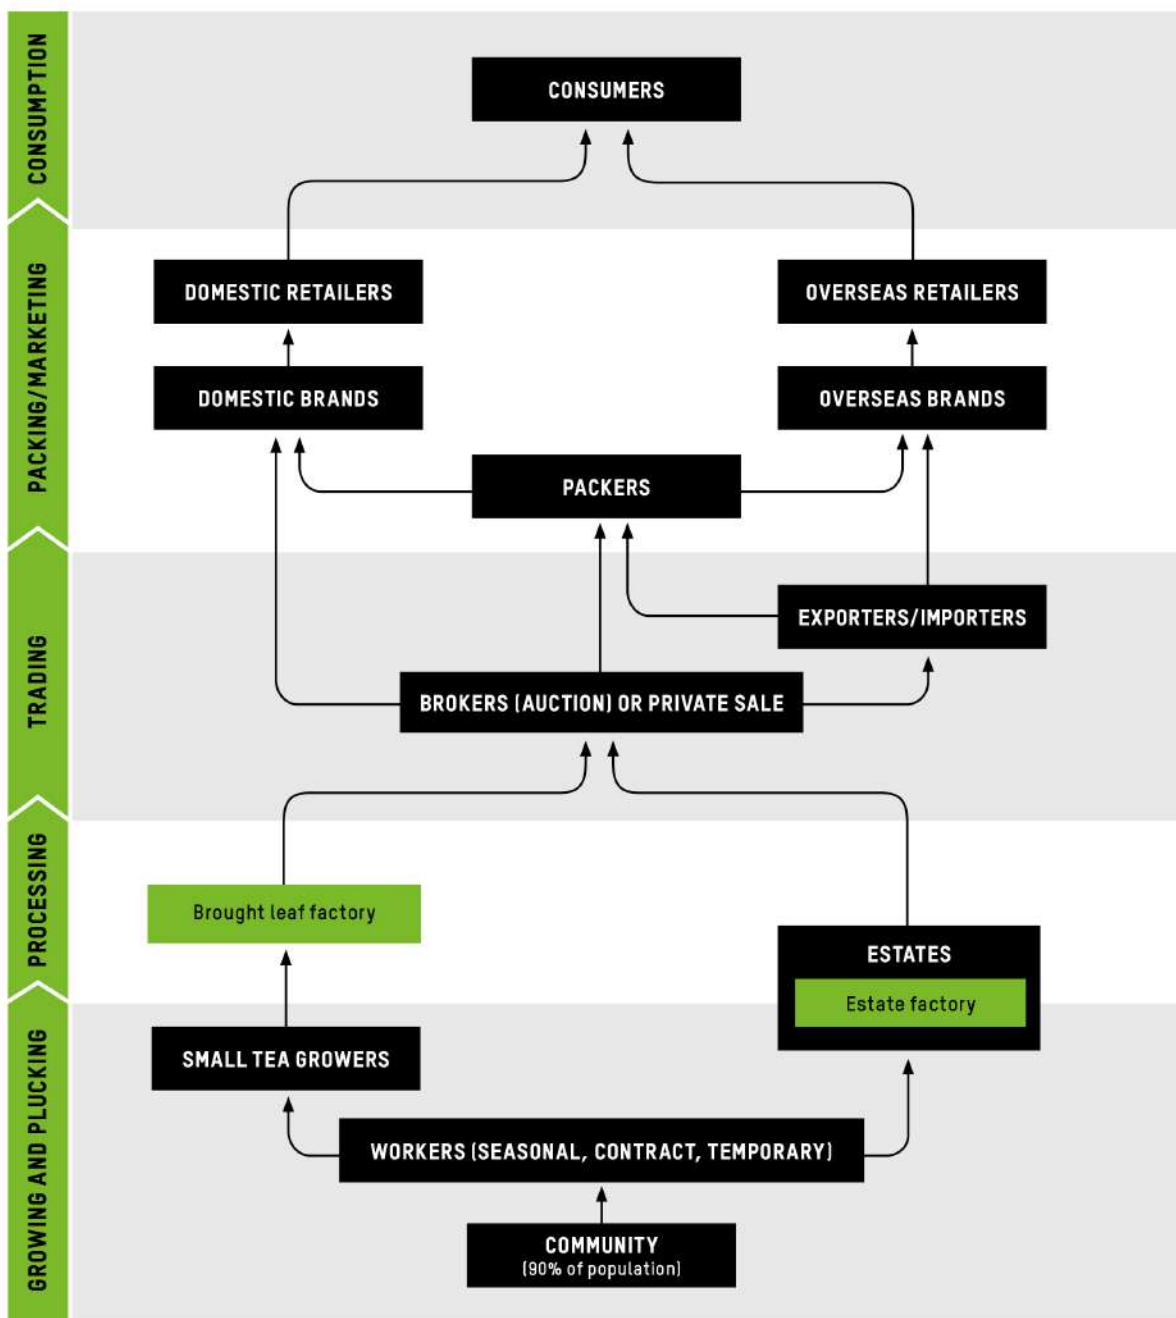 CONSUMPTION
CONSUMERS
PACKING/MARKETING
DOMESTIC RETAILERS
OVERSEAS RETAILERS
DOMESTIC BRANDS
OVERSEAS BRANDS
PACKERS
TRADING
EXPORTERS/IMPORTERS
BROKERS (AUCTION) OR PRIVATE SALE
PROCESSING
Brought leaf factory
ESTATES
Estate factory
GROWING AND PLUCKING
SMALL TEA GROWERS
WORKERS (SEASONAL, CONTRACT, TEMPORARY)
COMMUNITY
(90% of population)